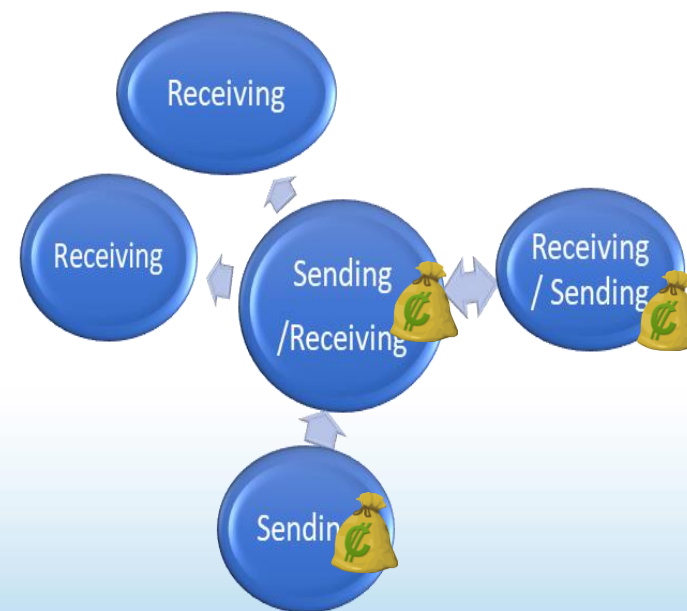 Receiving
Receiving
Sending
/Receiving
Receiving
/ Sending
Sendin
₵
₵
₵